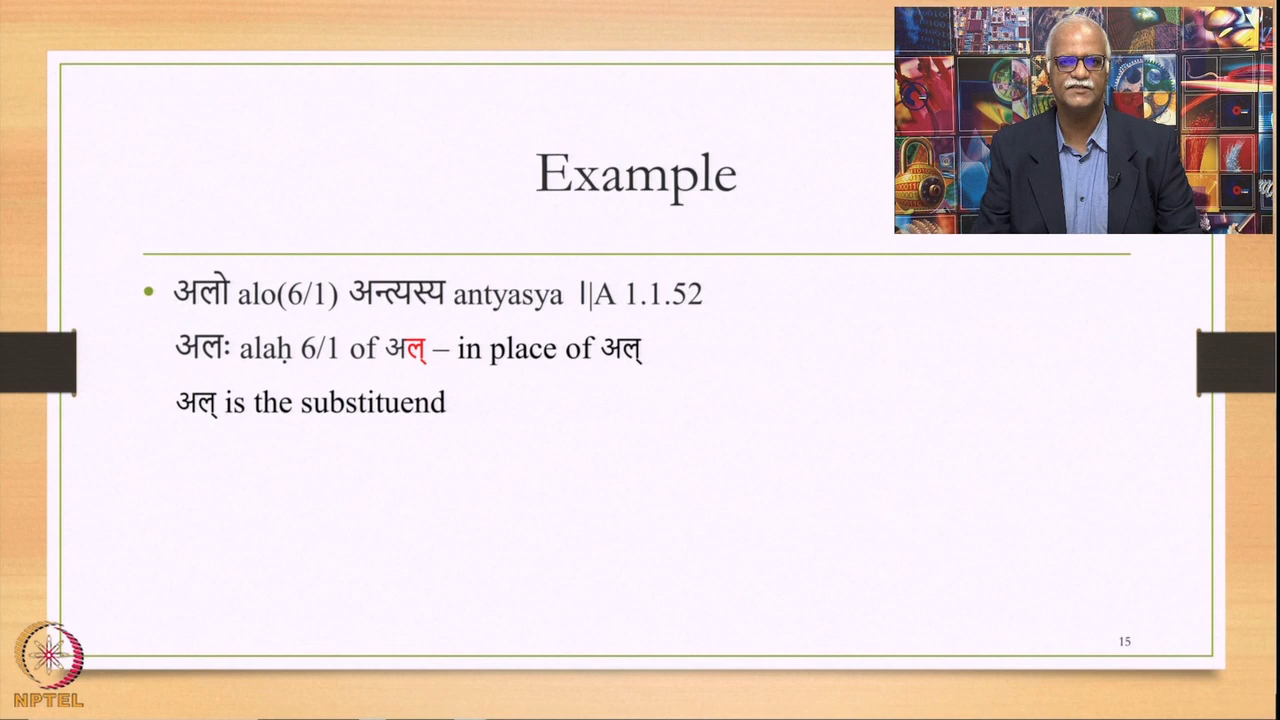 Example
• अलो alo(6/1) अन्त्यस्य antyasya ।|A 1.1.52
अलः alaḥ 6/1 of अल् – in place of अल्
अल् is the substituend
15
NPTEL